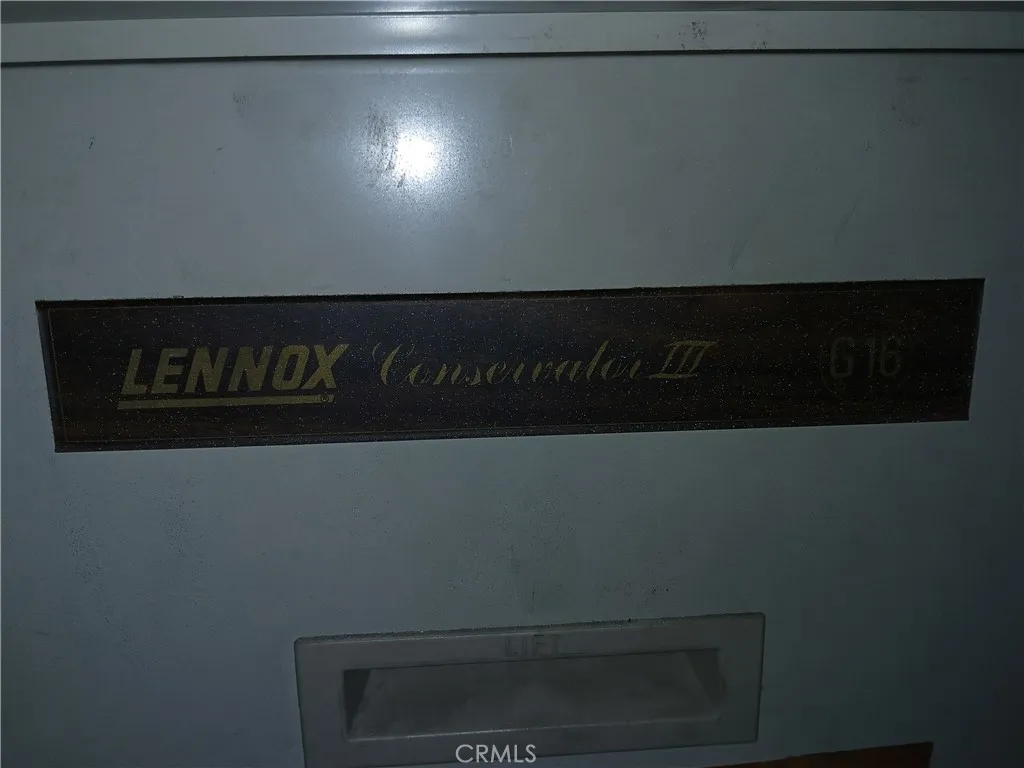 LENNOX Conservator III G16
LIFT
CRMLS